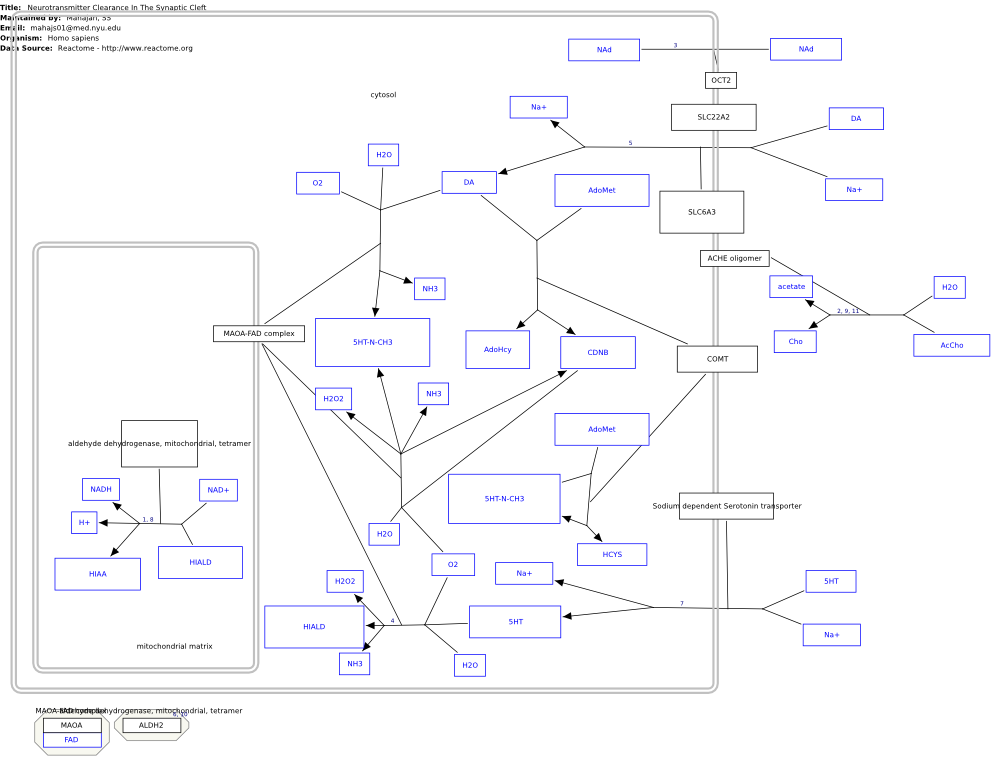 Title: Neurotransmitter Clearance In The Synaptic Cleft
Maintained by: Mahajan, SS
Email: mahajs01@med.nyu.edu
Organism: Homo sapiens
Data Source: Reactome - http://www.reactome.org
NAd
3
NAd
OCT2
cytosol
Na+
SLC22A2
DA
5
H2O
O2
DA
AdoMet
Na+
SLC6A3
ACHE oligomer
NH3
acetate
H2O
2, 9, 11
MAOA-FAD complex
5HT-N-CH3
AdoHcy
CDNB
COMT
Cho
AcCho
H2O2
NH3
AdoMet
aldehyde dehydrogenase, mitochondrial, tetramer
NADH
NAD+
5HT-N-CH3
Sodium dependent Serotonin transporter
H+
1, 8
H2O
HIAA
HIALD
O2
HCYS
H2O2
Na+
5HT
7
HIALD
4
5HT
Na+
mitochondrial matrix
NH3
H2O
MAOA-FAD complex
aldehyde dehydrogenase, mitochondrial, tetramer
MAOA
ALDH2
FAD